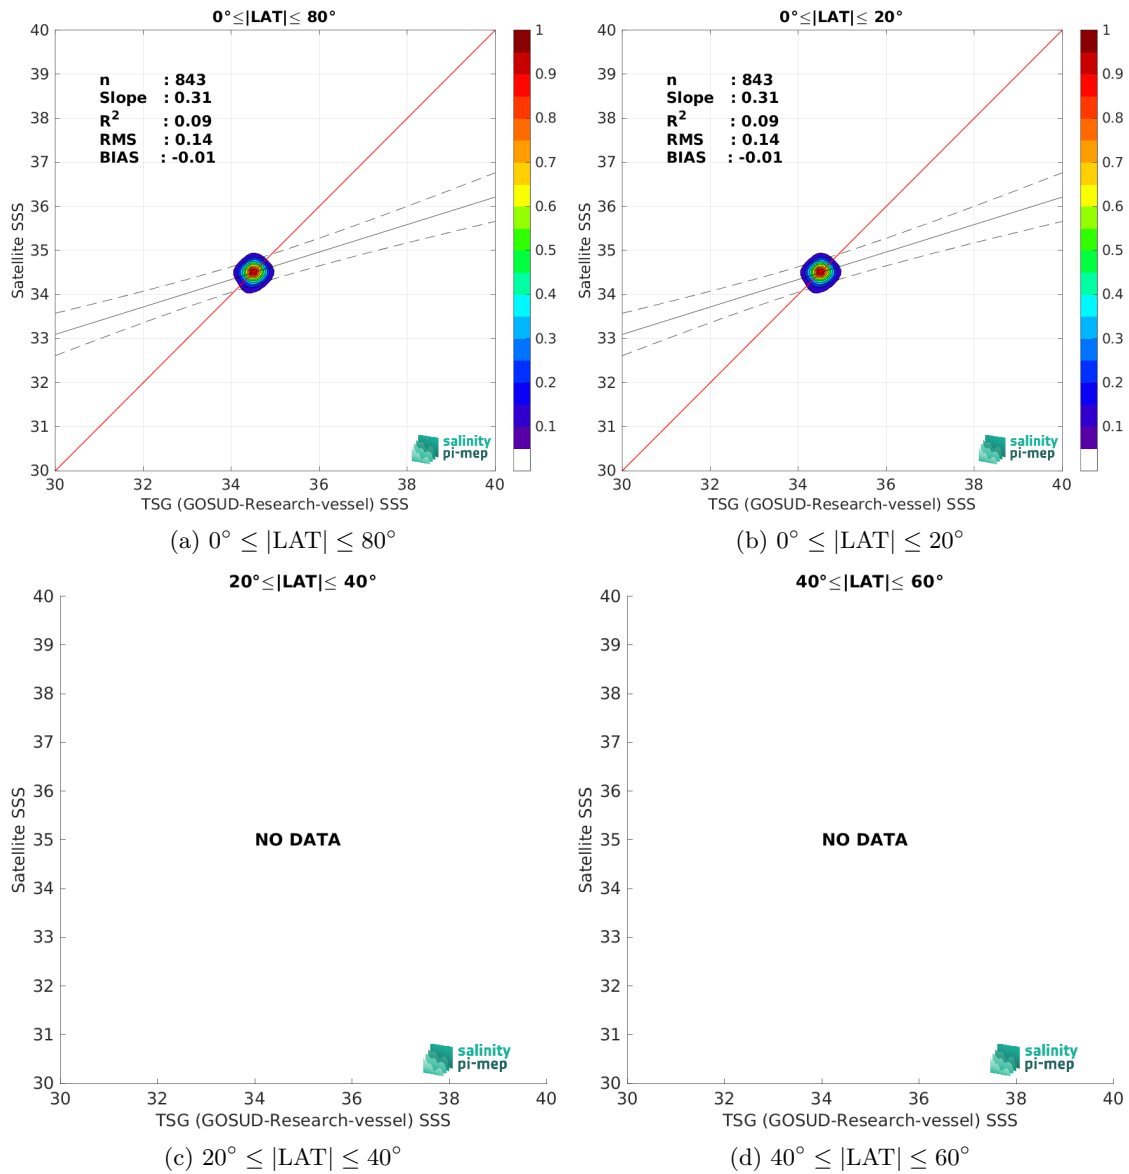 0°≤|LAT|≤ 80°
n : 843
Slope : 0.31
R² : 0.09
RMS : 0.14
BIAS : -0.01
40
39
38
37
36
35
34
33
32
31
30
Satellite SSS
30 32 34 36 38 40
TSG (GOSUD-Research-vessel) SSS
1
0.9
0.8
0.7
0.6
0.5
0.4
0.3
0.2
0.1
salinity
pi-mep
(a) 0° ≤ |LAT| ≤ 80°
0°≤|LAT|≤ 20°
n : 843
Slope : 0.31
R² : 0.09
RMS : 0.14
BIAS : -0.01
40
39
38
37
36
35
34
33
32
31
30
Satellite SSS
30 32 34 36 38 40
TSG (GOSUD-Research-vessel) SSS
1
0.9
0.8
0.7
0.6
0.5
0.4
0.3
0.2
0.1
salinity
pi-mep
(b) 0° ≤ |LAT| ≤ 20°
20°≤|LAT|≤ 40°
40
39
38
37
36
35
34
33
32
31
30
Satellite SSS
NO DATA
salinity
pi-mep
30 32 34 36 38 40
TSG (GOSUD-Research-vessel) SSS
(c) 20° ≤ |LAT| ≤ 40°
40°≤|LAT|≤ 60°
40
39
38
37
36
35
34
33
32
31
30
Satellite SSS
NO DATA
salinity
pi-mep
30 32 34 36 38 40
TSG (GOSUD-Research-vessel) SSS
(d) 40° ≤ |LAT| ≤ 60°